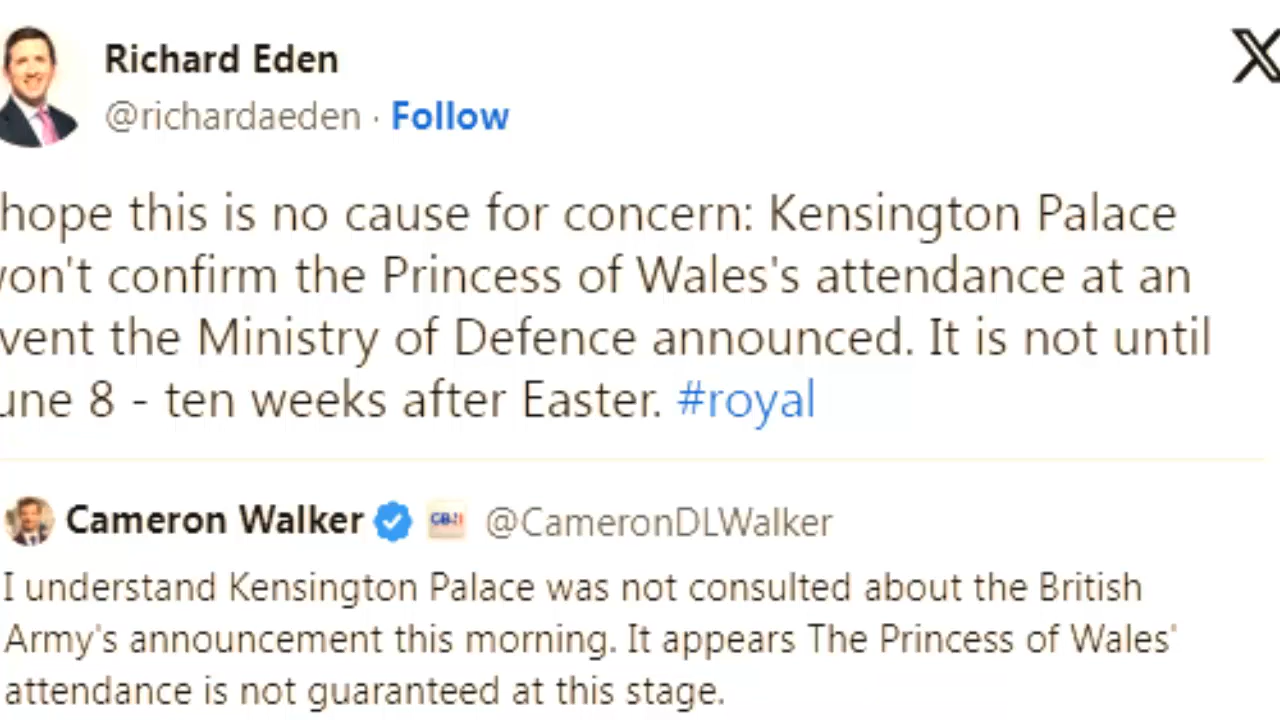 Richard Eden
@richardaeden · Follow
hope this is no cause for concern: Kensington Palace
on't confirm the Princess of Wales's attendance at an
vent the Ministry of Defence announced. It is not until
une 8 - ten weeks after Easter. #royal
Cameron Walker GBN @CameronDLWalker
I understand Kensington Palace was not consulted about the British
Army's announcement this morning. It appears The Princess of Wales'
attendance is not guaranteed at this stage.